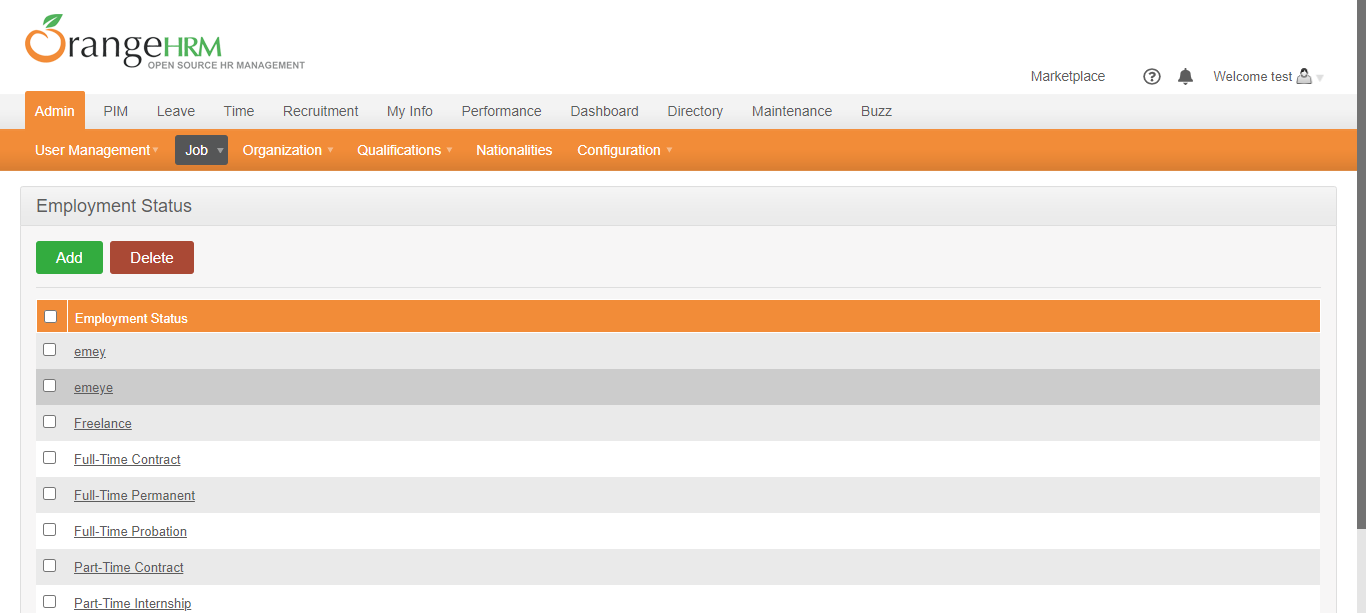 OrangeHRM
OPEN SOURCE HR MANAGEMENT
Marketplace ? Welcome test
Admin PIM Leave Time Recruitment My Info Performance Dashboard Directory Maintenance Buzz
User Management Job Organization Qualifications Nationalities Configuration
Employment Status
Add Delete
Employment Status
emey
emeye
Freelance
Full-Time Contract
Full-Time Permanent
Full-Time Probation
Part-Time Contract
Part-Time Internship